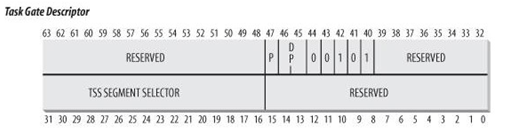 Task Gate Descriptor
63 62 61 60 59 58 57 56 55 54 53 52 51 50 49 48 47 46 45 44 43 42 41 40 39 38 37 36 35 34 33 32
RESERVED P DPL 0 0 1 0 1 RESERVED
TSS SEGMENT SELECTOR RESERVED
31 30 29 28 27 26 25 24 23 22 21 20 19 18 17 16 15 14 13 12 11 10 9 8 7 6 5 4 3 2 1 0